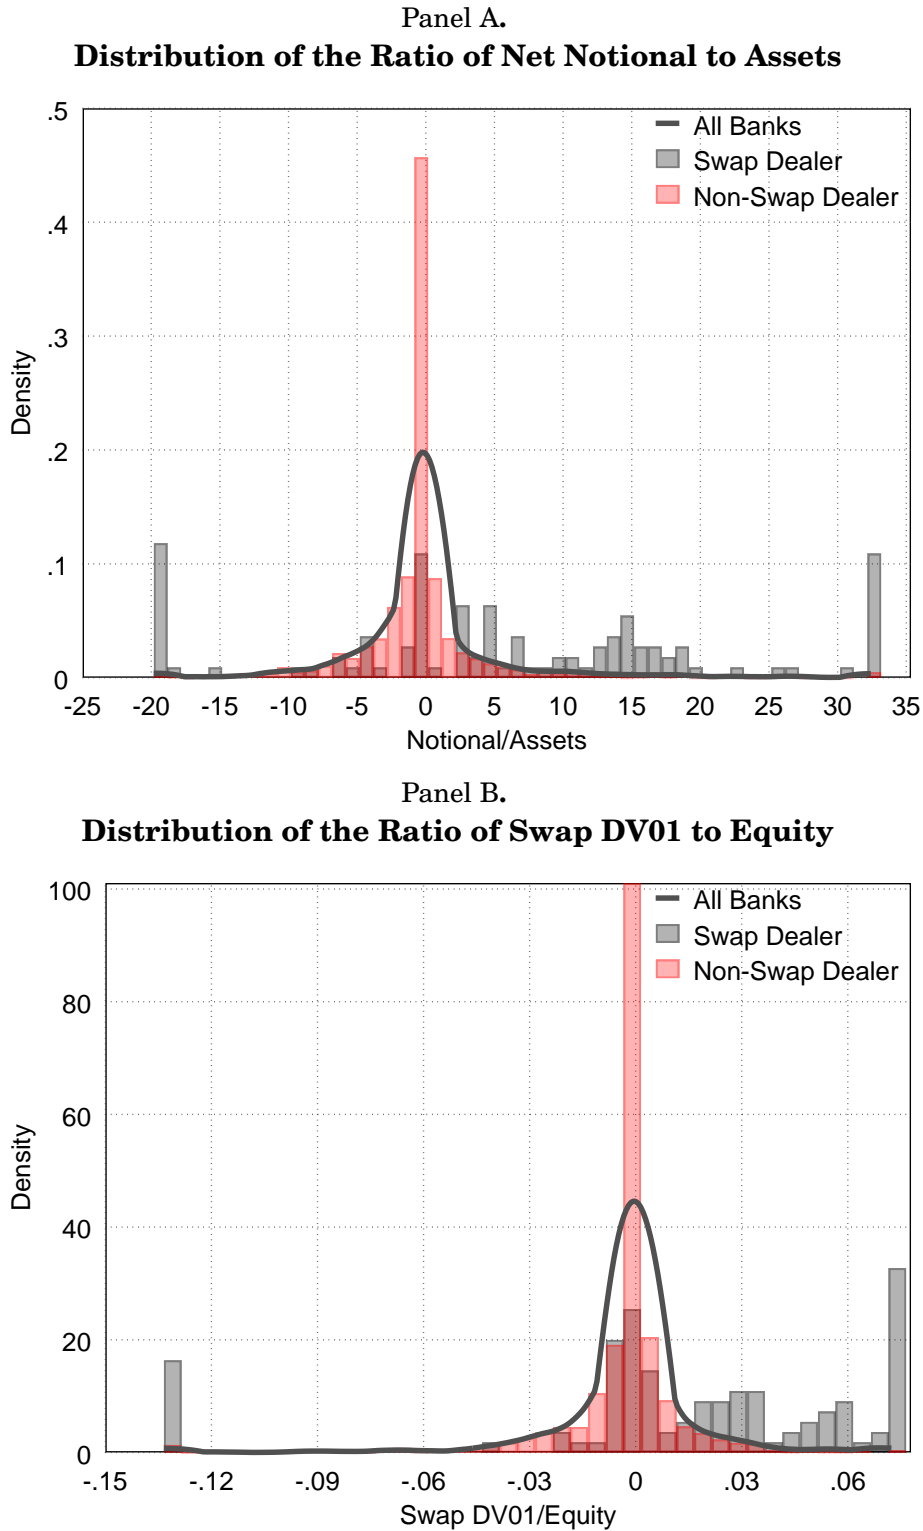 Panel A.
Distribution of the Ratio of Net Notional to Assets
All Banks
Swap Dealer
Non-Swap Dealer
.5
.4
.3
.2
.1
0
Density
-25 -20 -15 -10 -5 0 5 10 15 20 25 30 35
Notional/Assets
Panel B.
Distribution of the Ratio of Swap DV01 to Equity
All Banks
Swap Dealer
Non-Swap Dealer
100
80
60
40
20
0
Density
-.15 -.12 -.09 -.06 -.03 0 .03 .06
Swap DV01/Equity